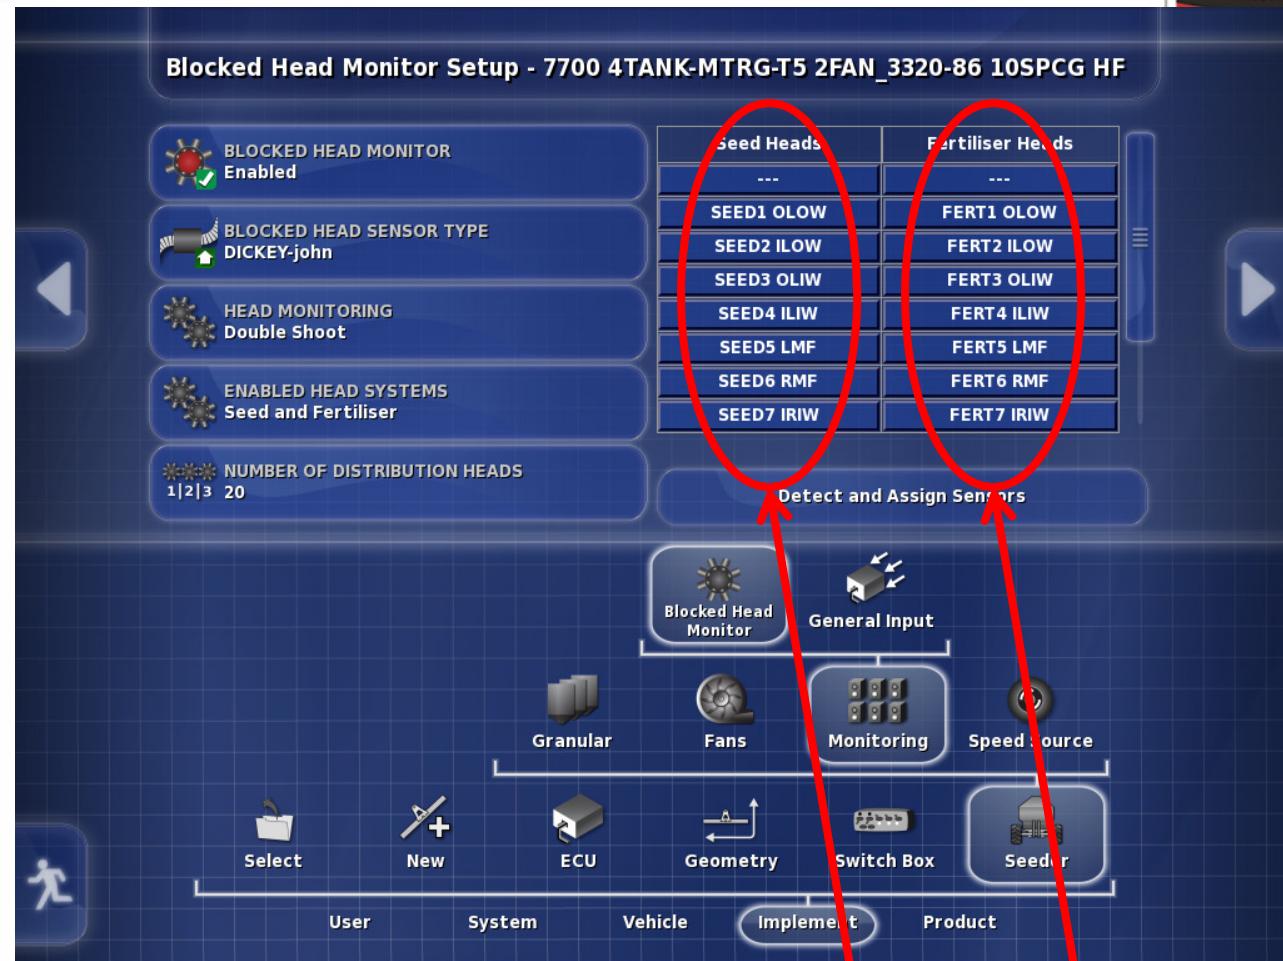 Blocked Head Monitor Setup - 7700 4TANK-MTRG-T5 2FAN_3320-86 10SPCG HF
BLOCKED HEAD MONITOR
Enabled
BLOCKED HEAD SENSOR TYPE
DICKEY-john
HEAD MONITORING
Double Shoot
ENABLED HEAD SYSTEMS
Seed and Fertiliser
NUMBER OF DISTRIBUTION HEADS
1|2|3 20
Seed Heads Fertiliser Heads
--- ---
SEED1 OLOW FERT1 OLOW
SEED2 ILOW FERT2 ILOW
SEED3 OLIW FERT3 OLIW
SEED4 ILIW FERT4 ILIW
SEED5 LMF FERT5 LMF
SEED6 RMF FERT6 RMF
SEED7 IRIW FERT7 IRIW
Detect and Assign Sensors
Blocked Head
Monitor
General Input
Granular Fans Monitoring Speed Source
Select New ECU Geometry Switch Box Seeder
User System Vehicle Implement Product